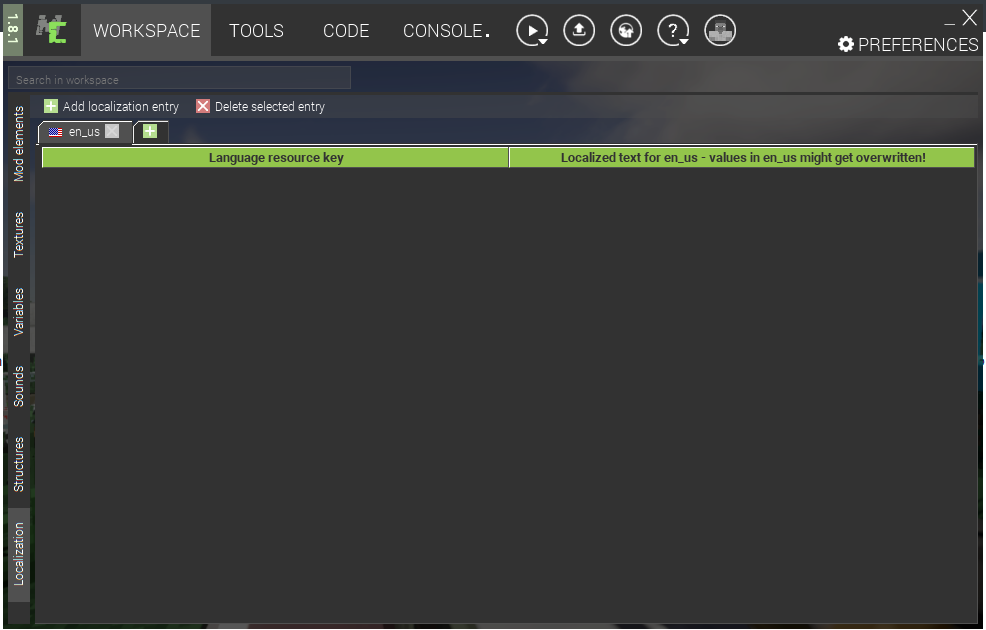 1.8.1
WORKSPACE TOOLS CODE CONSOLE. ?
PREFERENCES
Search in workspace
Add localization entry Delete selected entry
en_us
Language resource key Localized text for en_us - values in en_us might get overwritten!
Mod elements
Textures
Variables
Sounds
Structures
Localization